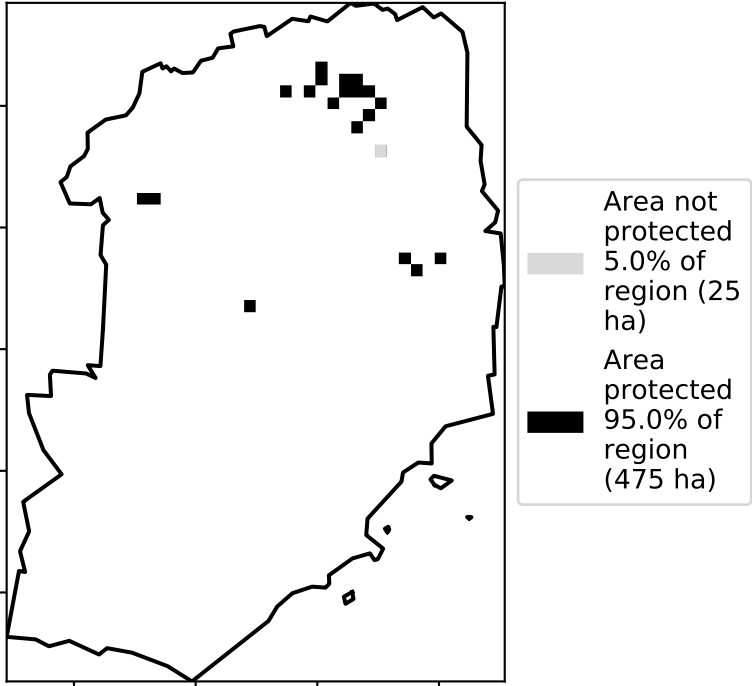 Area not
protected
5.0% of
region (25
ha)
Area
protected
95.0% of
region
(475 ha)